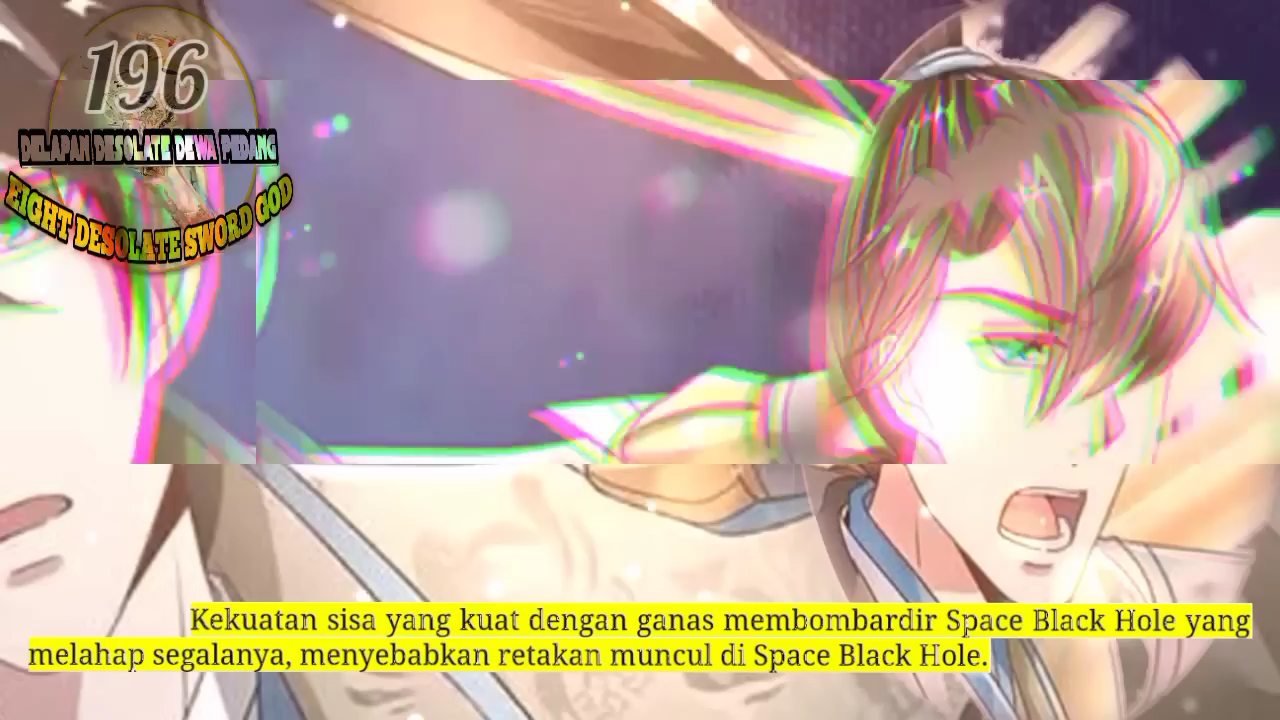 196
DELAPAN DESOLATE DEWA PEDANG
EIGHT DESOLATE SWORD GOD
Kekuatan sisa yang kuat dengan ganas membombardir Space Black Hole yang
melahap segalanya, menyebabkan retakan muncul di Space Black Hole.